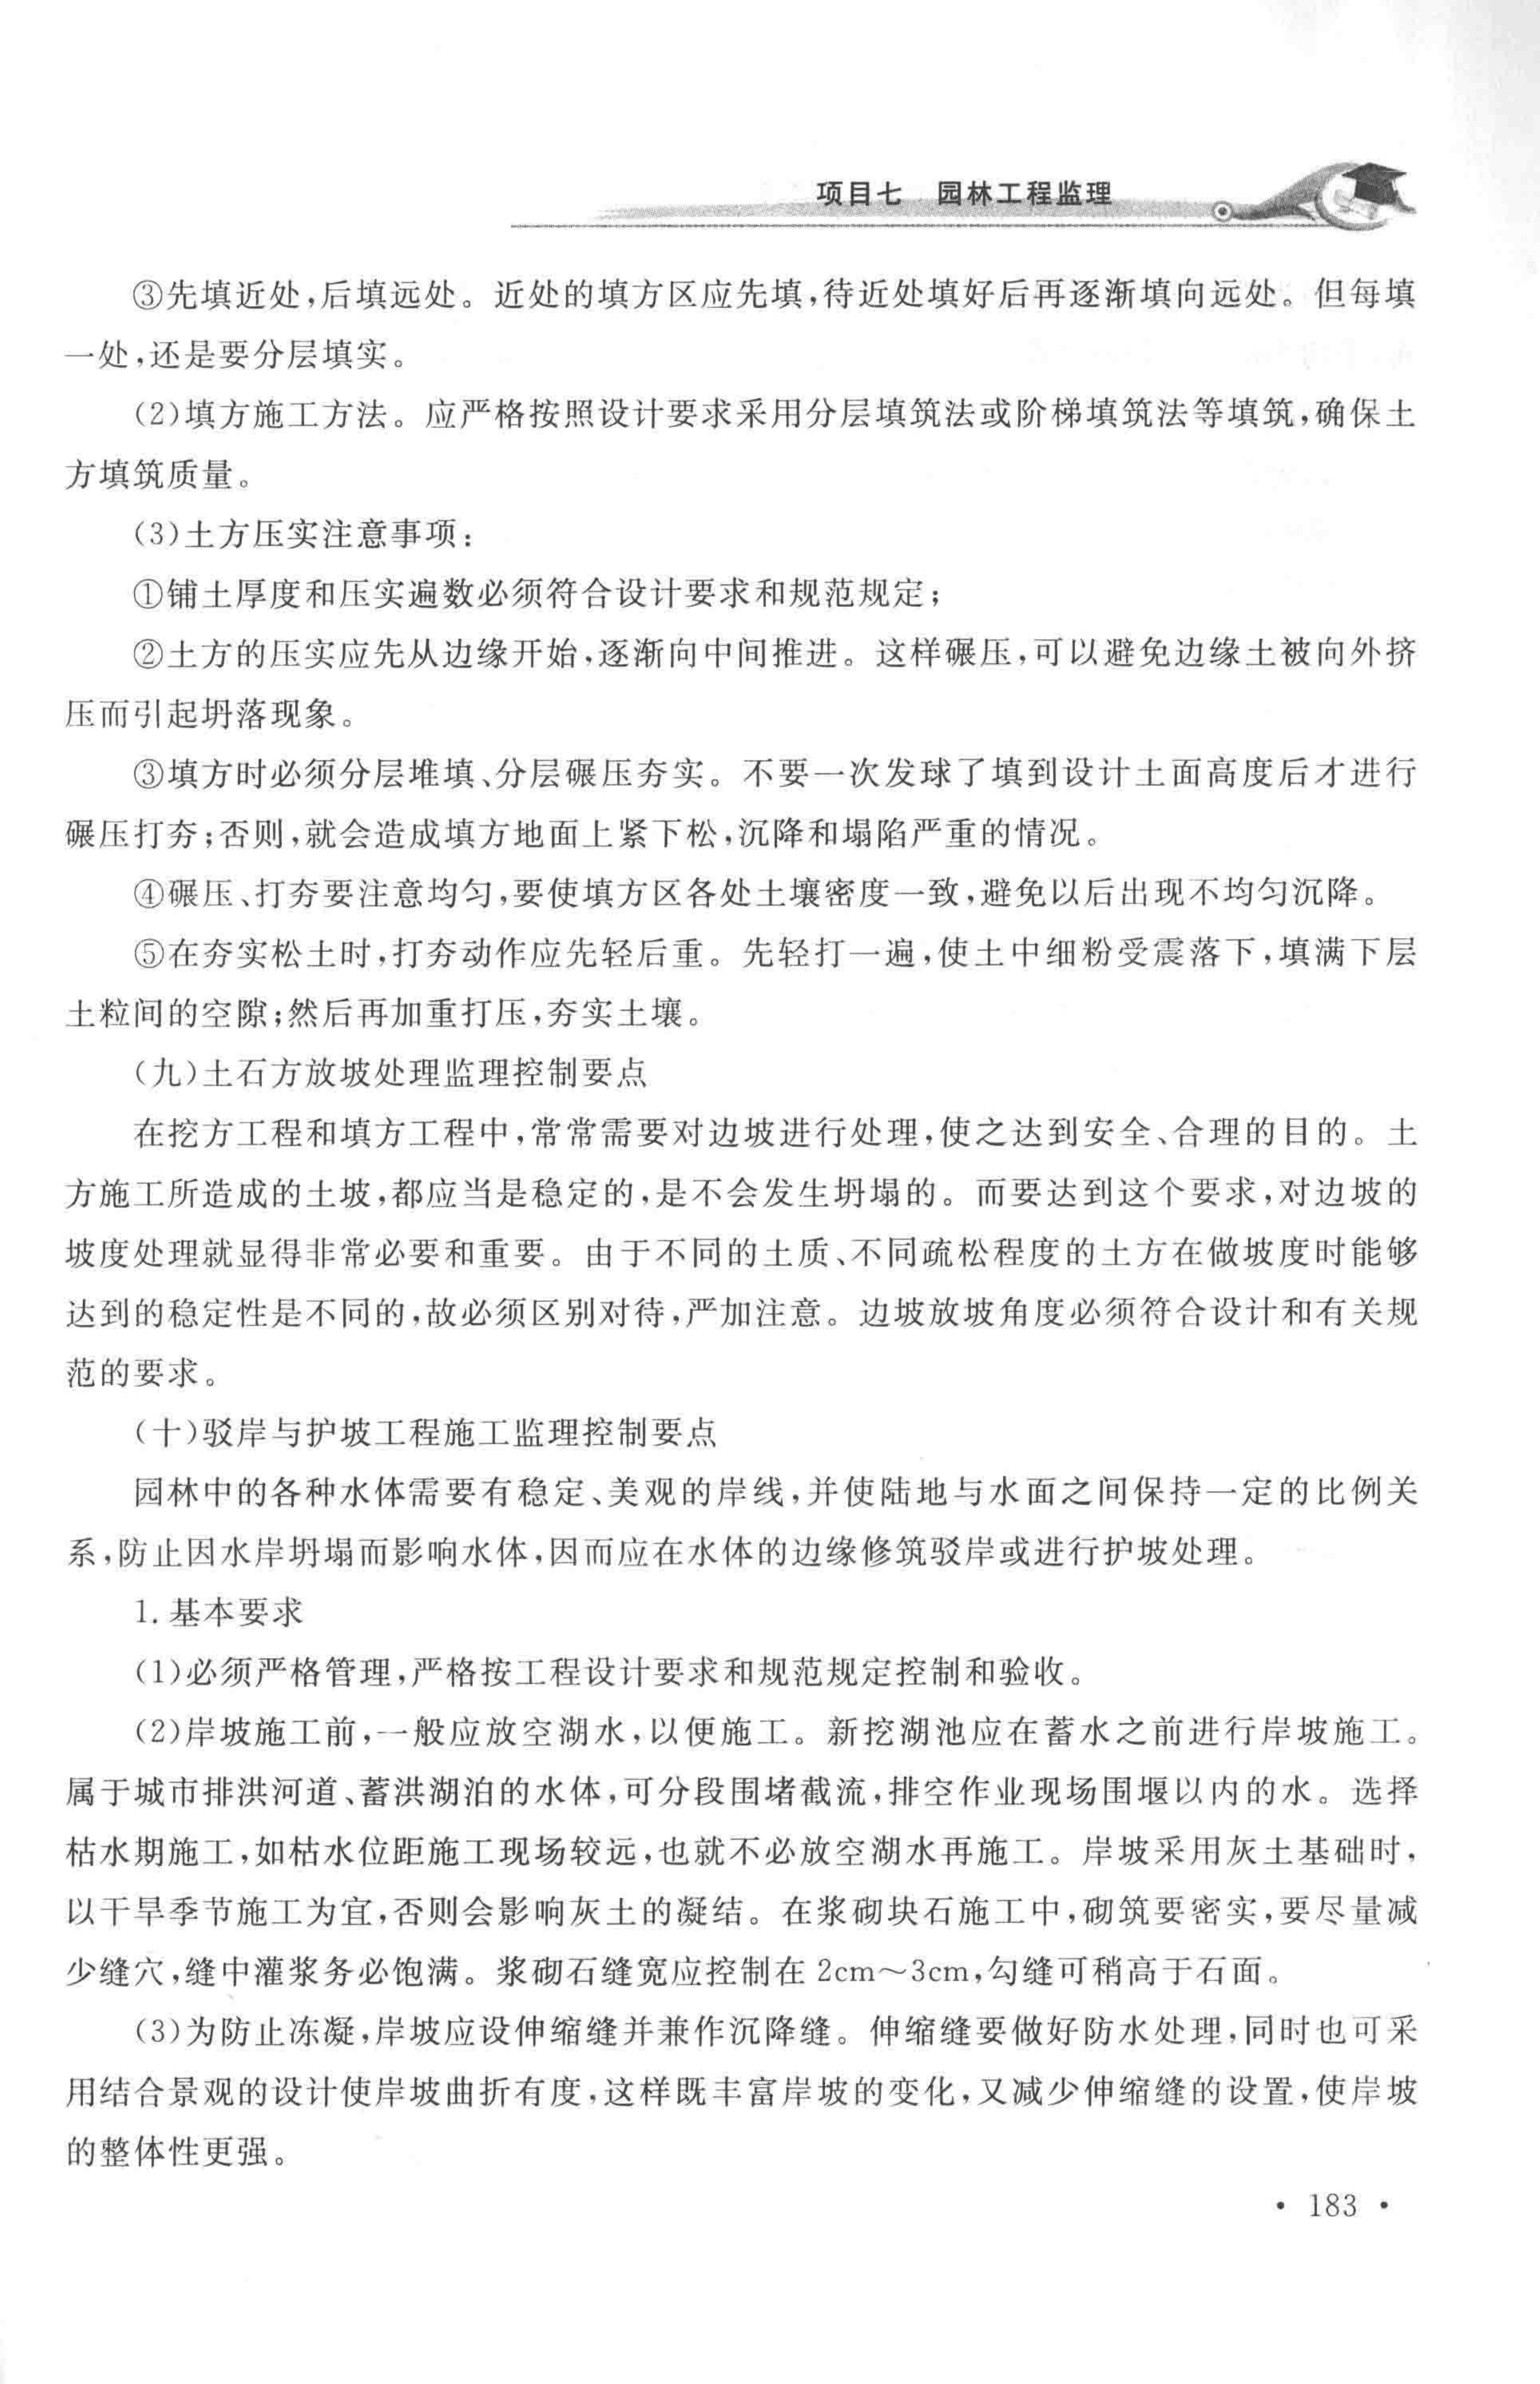 项目七　园林工程监理
③先填近处,后填远处。近处的填方区应先填,待近处填好后再逐渐填向远处。但每填
一处,还是要分层填实。
(2)填方施工方法。应严格按照设计要求采用分层填筑法或阶梯填筑法等填筑,确保土
方填筑质量。
(3)土方压实注意事项:
①铺土厚度和压实遍数必须符合设计要求和规范规定;
②土方的压实应先从边缘开始,逐渐向中间推进。这样碾压,可以避免边缘土被向外挤
压而引起坍落现象。
③填方时必须分层堆填、分层碾压夯实。不要一次发球了填到设计土面高度后才进行
碾压打夯;否则,就会造成填方地面上紧下松,沉降和塌陷严重的情况。
④碾压、打夯要注意均匀,要使填方区各处土壤密度一致,避免以后出现不均匀沉降。
⑤在夯实松土时,打夯动作应先轻后重。先轻打一遍,使土中细粉受震落下,填满下层
土粒间的空隙;然后再加重打压,夯实土壤。
(九)土石方放坡处理监理控制要点
在挖方工程和填方工程中,常常需要对边坡进行处理,使之达到安全、合理的目的。土
方施工所造成的土坡,都应当是稳定的,是不会发生坍塌的。而要达到这个要求,对边坡的
坡度处理就显得非常必要和重要。由于不同的土质、不同疏松程度的土方在做坡度时能够
达到的稳定性是不同的,故必须区别对待,严加注意。边坡放坡角度必须符合设计和有关规
范的要求。
(十)驳岸与护坡工程施工监理控制要点
园林中的各种水体需要有稳定、美观的岸线,并使陆地与水面之间保持一定的比例关
系,防止因水岸坍塌而影响水体,因而应在水体的边缘修筑驳岸或进行护坡处理。
1. 基本要求
(1)必须严格管理,严格按工程设计要求和规范规定控制和验收。
(2)岸坡施工前,一般应放空湖水,以便施工。新挖湖池应在蓄水之前进行岸坡施工。
属于城市排洪河道、蓄洪湖泊的水体,可分段围堵截流,排空作业现场围堰以内的水。选择
枯水期施工,如枯水位距施工现场较远,也就不必放空湖水再施工。岸坡采用灰土基础时,
以干旱季节施工为宜,否则会影响灰土的凝结。在浆砌块石施工中,砌筑要密实,要尽量减
少缝穴,缝中灌浆务必饱满。浆砌石缝宽应控制在 2cm～3cm,勾缝可稍高于石面。
(3)为防止冻凝,岸坡应设伸缩缝并兼作沉降缝。伸缩缝要做好防水处理,同时也可采
用结合景观的设计使岸坡曲折有度,这样既丰富岸坡的变化,又减少伸缩缝的设置,使岸坡
的整体性更强。
• 183 •